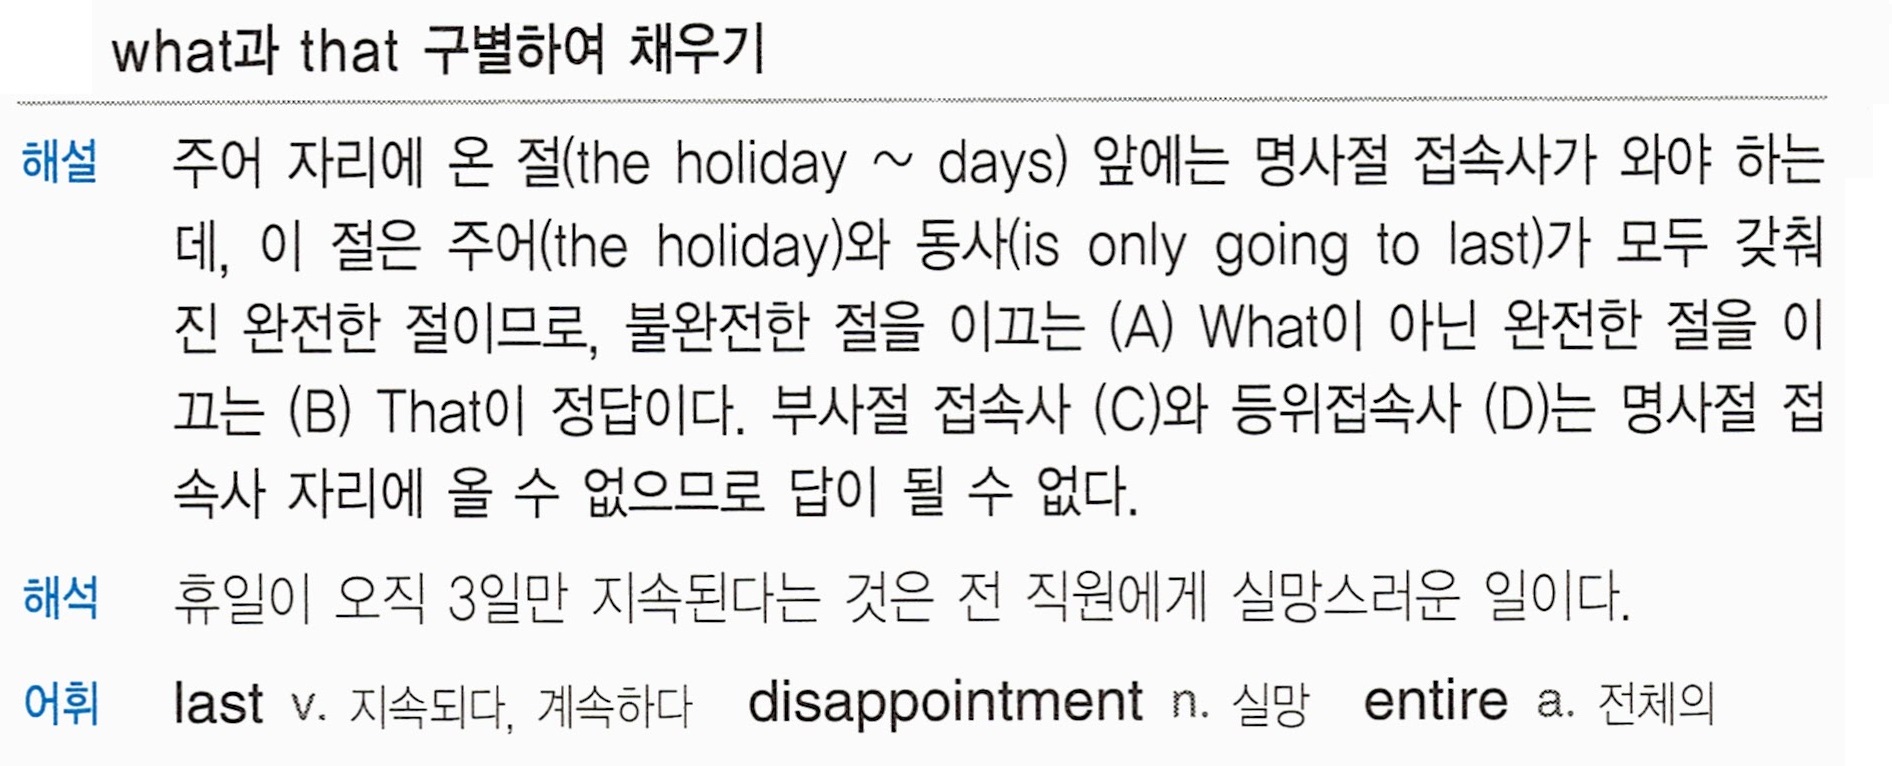 what과 that 구별하여 채우기
해설 주어 자리에 온 절(the holiday ~ days) 앞에는 명사절 접속사가 와야 하는
데, 이 절은 주어(the holiday)와 동사(is only going to last)가 모두 갖춰
진 완전한 절이므로, 불완전한 절을 이끄는 (A) What이 아닌 완전한 절을 이
끄는 (B) That이 정답이다. 부사절 접속사 (C)와 등위접속사 (D)는 명사절 접
속사 자리에 올 수 없으므로 답이 될 수 없다.
해석 휴일이 오직 3일만 지속된다는 것은 전 직원에게 실망스러운 일이다.
어휘 last v. 지속되다, 계속하다 disappointment n. 실망 entire a. 전체의